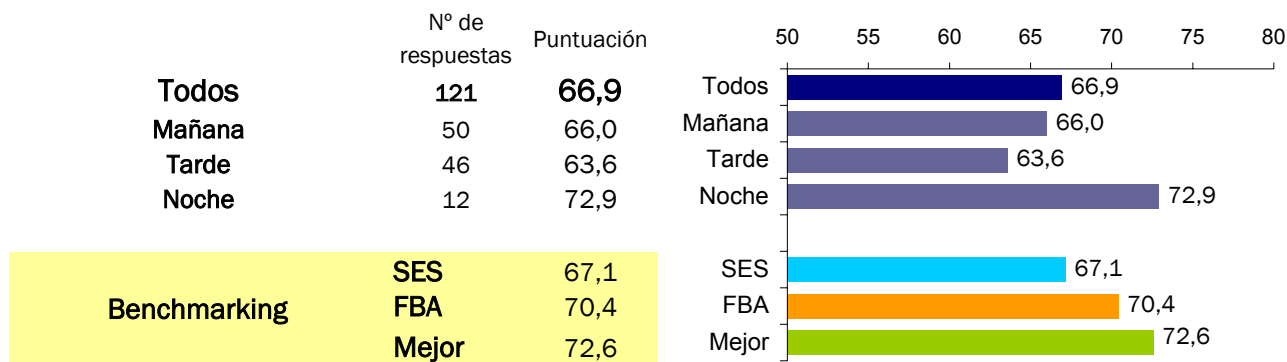 Nº de respuestas Puntuación
Todos 121 66,9
Mañana 50 66,0
Tarde 46 63,6
Noche 12 72,9
Benchmarking
SES 67,1
FBA 70,4
Mejor 72,6
50 55 60 65 70 75 80
Todos 66,9
Mañana 66,0
Tarde 63,6
Noche 72,9
SES 67,1
FBA 70,4
Mejor 72,6